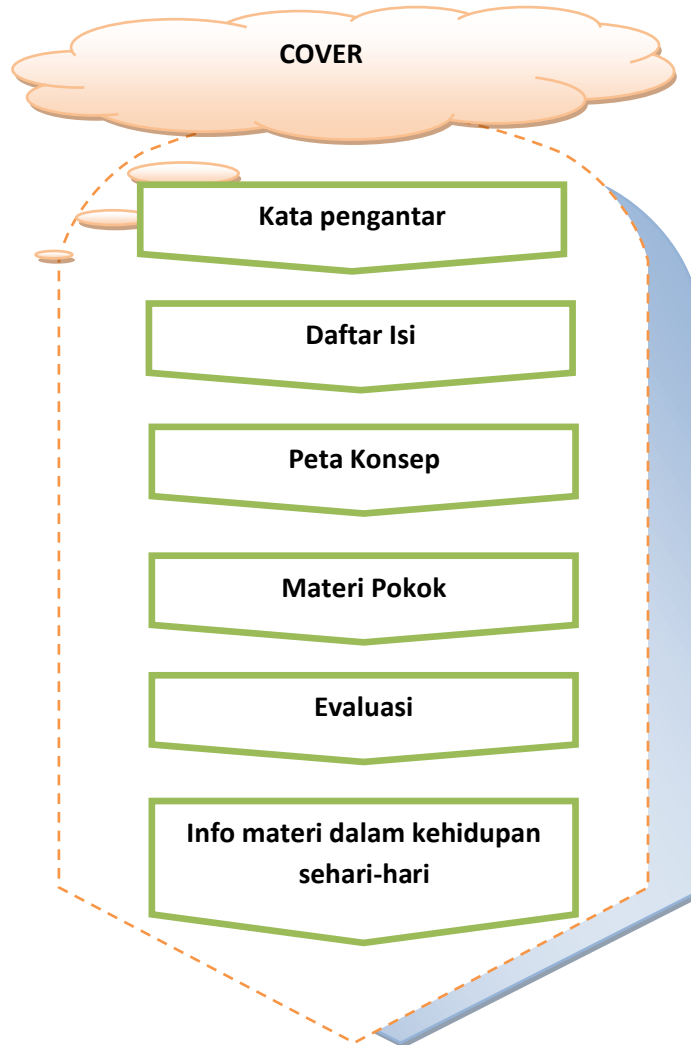 COVER
Kata pengantar
Daftar Isi
Peta Konsep
Materi Pokok
Evaluasi
Info materi dalam kehidupan
sehari-hari